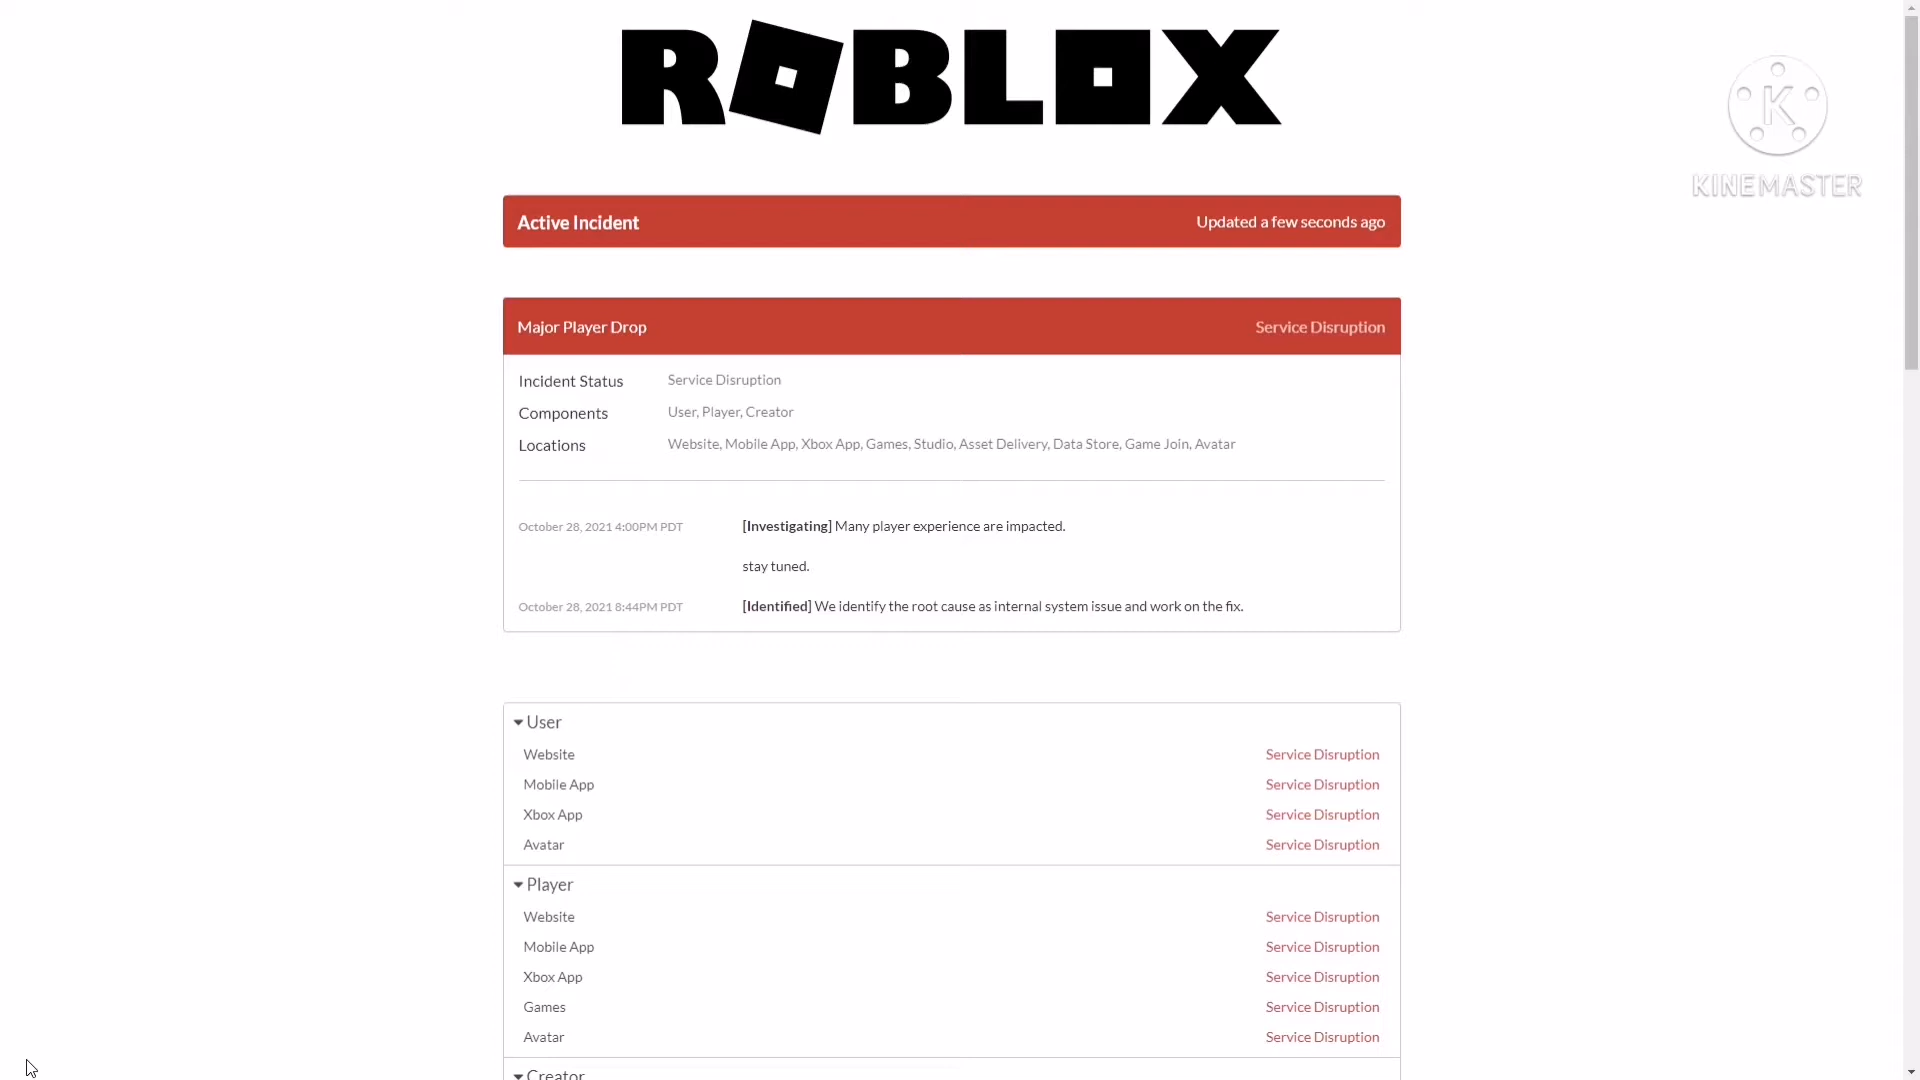 ROBLOX
K
KINEMASTER
Active Incident Updated a few seconds ago
Major Player Drop Service Disruption
Incident Status Service Disruption
Components User, Player, Creator
Locations Website, Mobile App, Xbox App, Games, Studio, Asset Delivery, Data Store, Game Join, Avatar
October 28, 2021 4:00PM PDT [Investigating] Many player experience are impacted.
stay tuned.
October 28, 2021 8:44PM PDT [Identified] We identify the root cause as internal system issue and work on the fix.
User
Website Service Disruption
Mobile App Service Disruption
Xbox App Service Disruption
Avatar Service Disruption
Player
Website Service Disruption
Mobile App Service Disruption
Xbox App Service Disruption
Games Service Disruption
Avatar Service Disruption
Creator